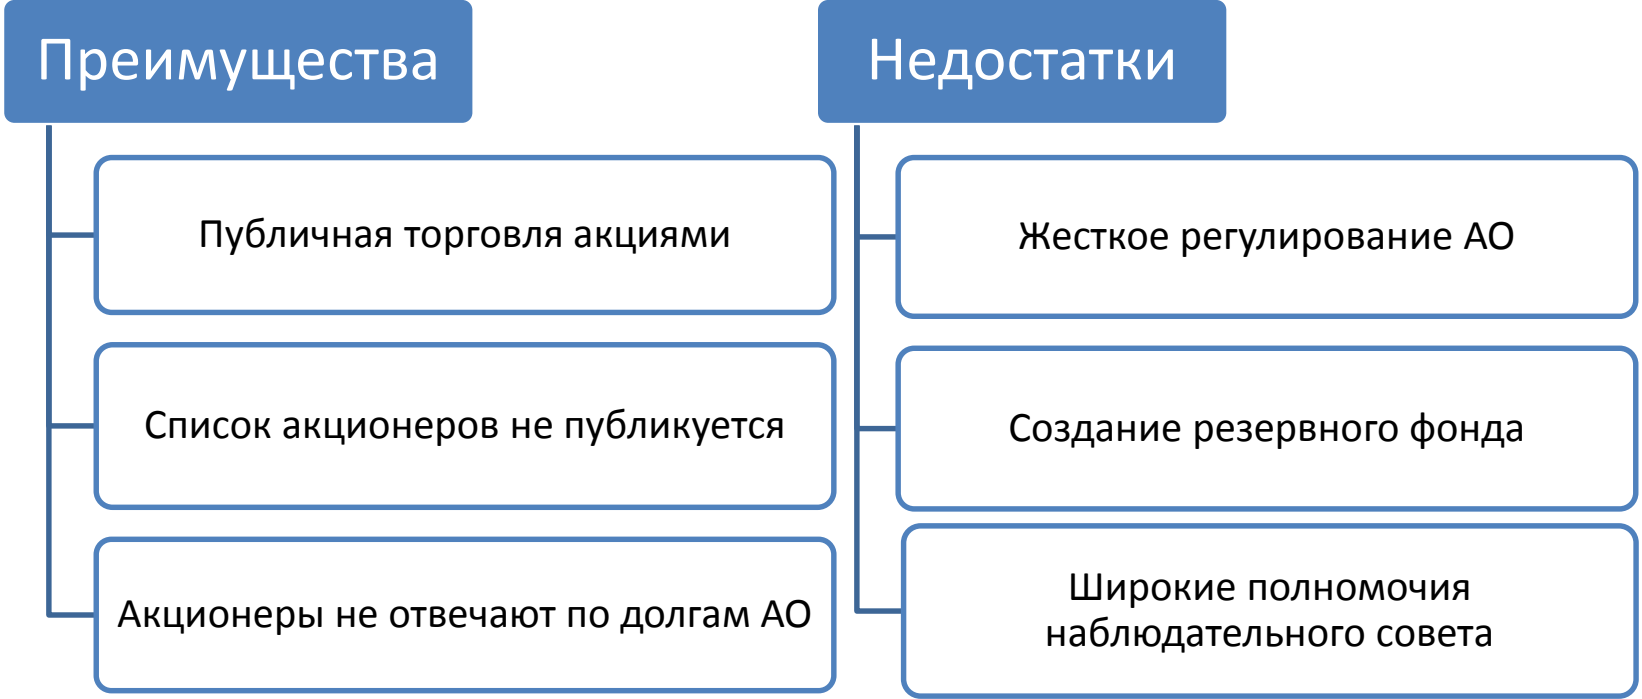 Преимущества
Публичная торговля акциями
Список акционеров не публикуется
Акционеры не отвечают по долгам АО
Недостатки
Жесткое регулирование АО
Создание резервного фонда
Широкие полномочия
наблюдательного совета